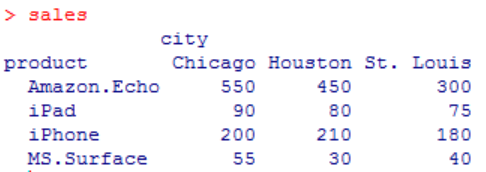 > sales
city
product Chicago Houston St. Louis
Amazon.Echo 550 450 300
iPad 90 80 75
iPhone 200 210 180
MS.Surface 55 30 40